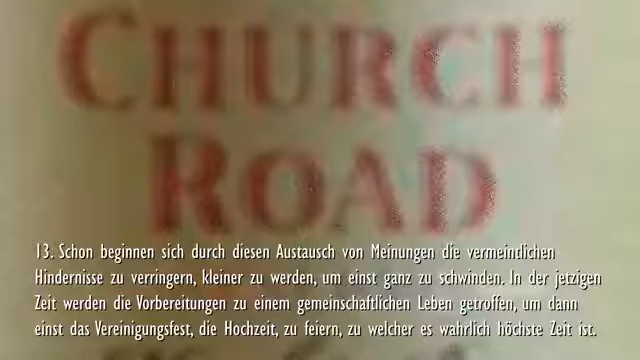 CHURCH
ROAD
13. Schon beginnen sich durch diesen Austausch von Meinungen die vermeintlichen
Hindernisse zu verringern, kleiner zu werden, um einst ganz zu schwinden. In der jetzigen
Zeit werden die Vorbereitungen zu einem gemeinschaftlichen Leben getroffen, um dann
einst das Vereinigungsfest, die Hochzeit, zu feiern, zu welcher es wahrlich höchste Zeit ist.